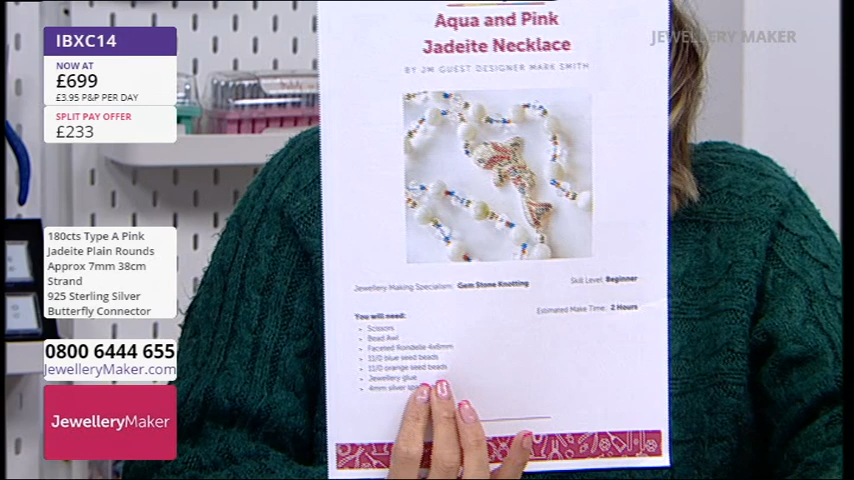 IBXC14
NOW AT
£699
£3.95 P&P PER DAY
SPLIT PAY OFFER
£233
180cts Type A Pink
Jadeite Plain Rounds
Approx 7mm 38cm
Strand
925 Sterling Silver
Butterfly Connector
0800 6444 655
JewelleryMaker.com
JewelleryMaker
JEWELLERY MAKER
Aqua and Pink
Jadeite Necklace
BY JM GUEST DESIGNER MARK SMITH
Jewellery Making Specialism: Gem Stone Knotting
Skill Level: Beginner
Estimated Make Time: 2 Hours
You will need:
Scissors
Bead Awl
Faceted Rondelle 4x6mm
11/0 blue seed beads
11/0 orange seed beads
Jewellery glue
4mm silver